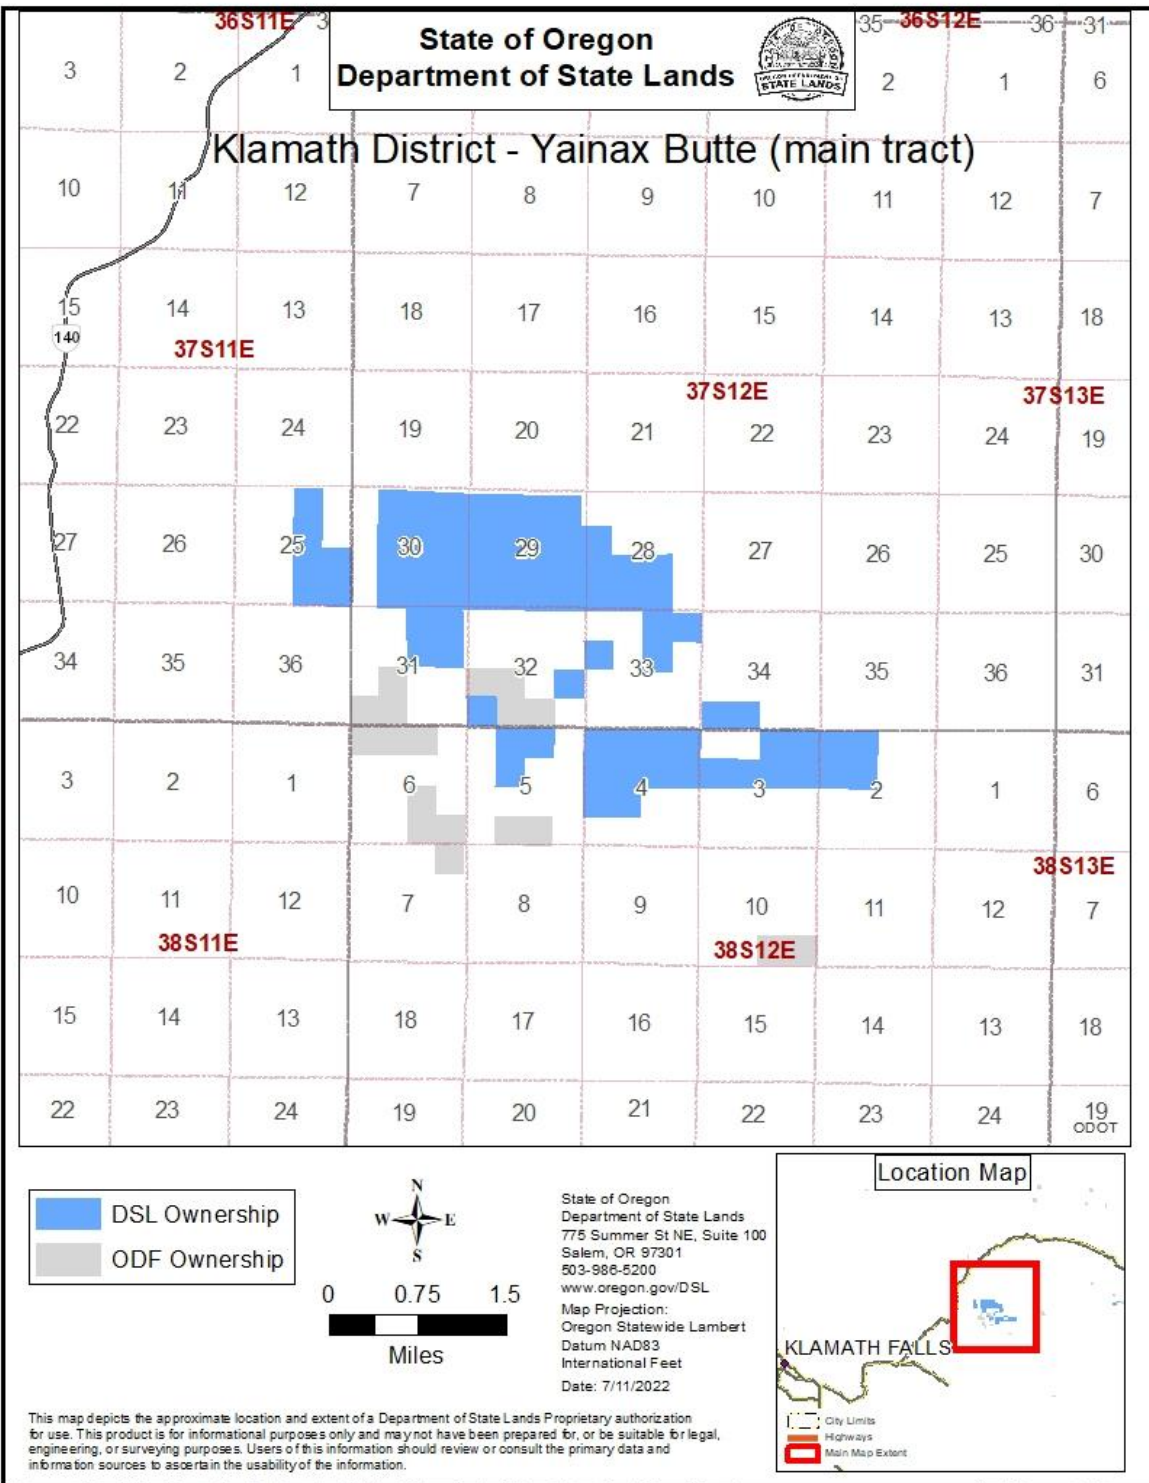 36S11E 3 State of Oregon 35 36S12E 36 31
Department of State Lands
STATE LANDS
3 2 1 2 1 6
Klamath District - Yainax Butte (main tract)
10 11 12 7 8 9 10 11 12 7
15 14 13 18 17 16 15 14 13 18
140
37S11E
37S12E 37S13E
22 23 24 19 20 21 22 23 24 19
27 26 25 30 29 28 27 26 25 30
34 35 36 31 32 33 34 35 36 31
3 2 1 6 5 4 3 2 1 6
38S13E
10 11 12 7 8 9 10 11 12 7
38S11E 38S12E
15 14 13 18 17 16 15 14 13 18
22 23 24 19 20 21 22 23 24 19
ODOT
DSL Ownership
ODF Ownership
N
W E
S
0 0.75 1.5
Miles
State of Oregon
Department of State Lands
775 Summer St NE, Suite 100
Salem, OR 97301
503-986-5200
www.oregon.gov/DSL
Map Projection:
Oregon Statewide Lambert
Datum NAD83
International Feet
Date: 7/11/2022
Location Map
KLAMATH FALLS
City Limits
Highways
Main Map Extent
This map depicts the approximate location and extent of a Department of State Lands Proprietary authorization
for use. This product is for informational purposes only and may not have been prepared for, or be suitable for legal,
engineering, or surveying purposes. Users of this information should review or consult the primary data and
information sources to ascertain the usability of the information.